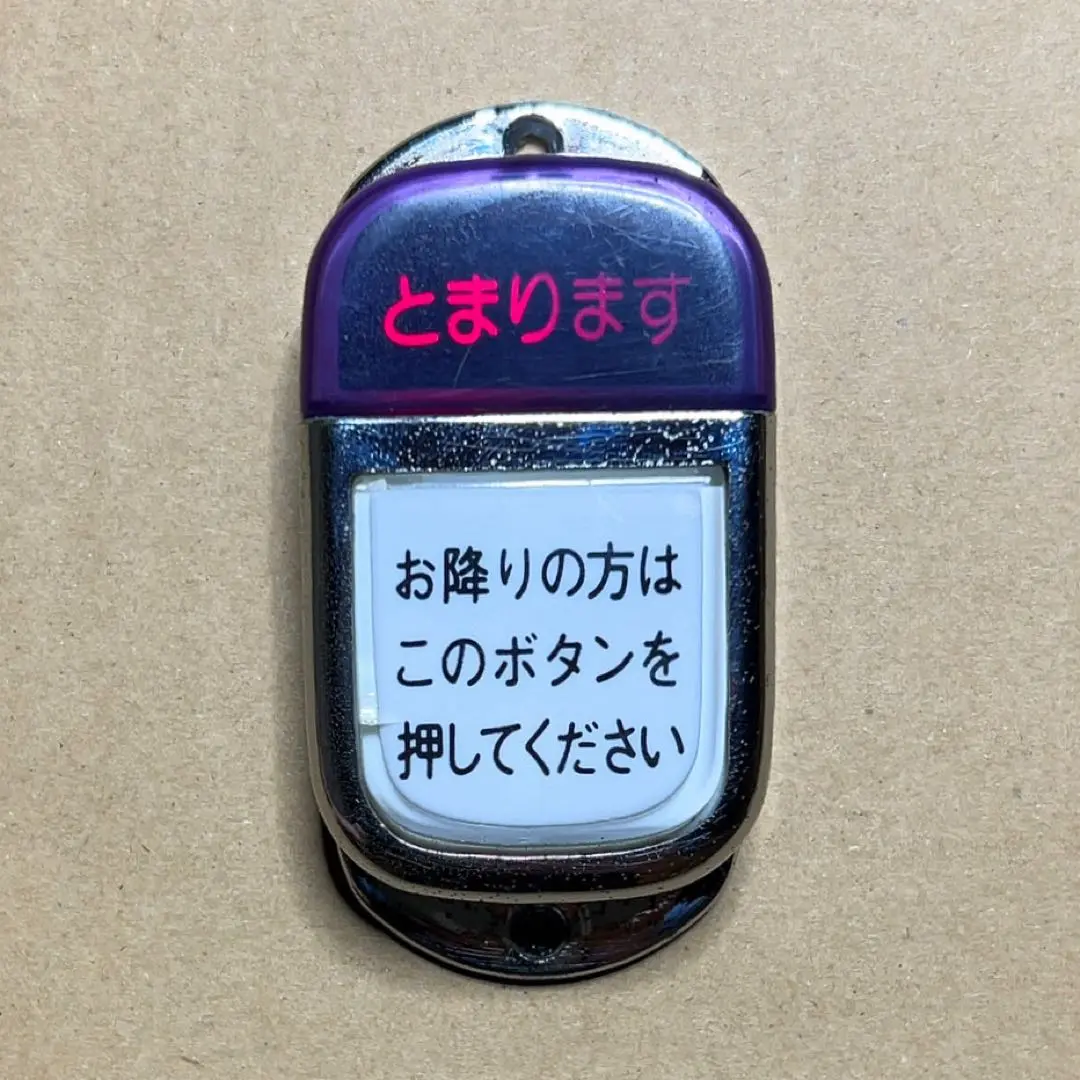 とまります
お降りの方は
このボタンを
押してください